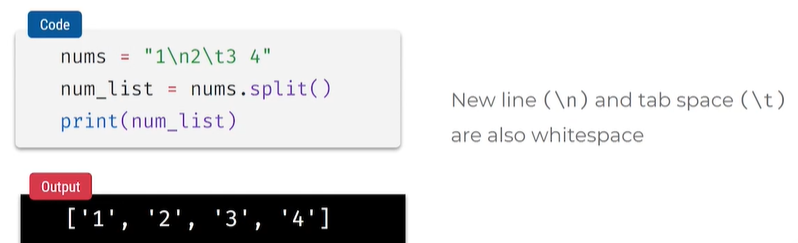 Code
nums = "1\n2\t3 4"
num_list = nums.split()
print(num_list)
New line (\n) and tab space (\t)
are also whitespace
Output
['1', '2', '3', '4']